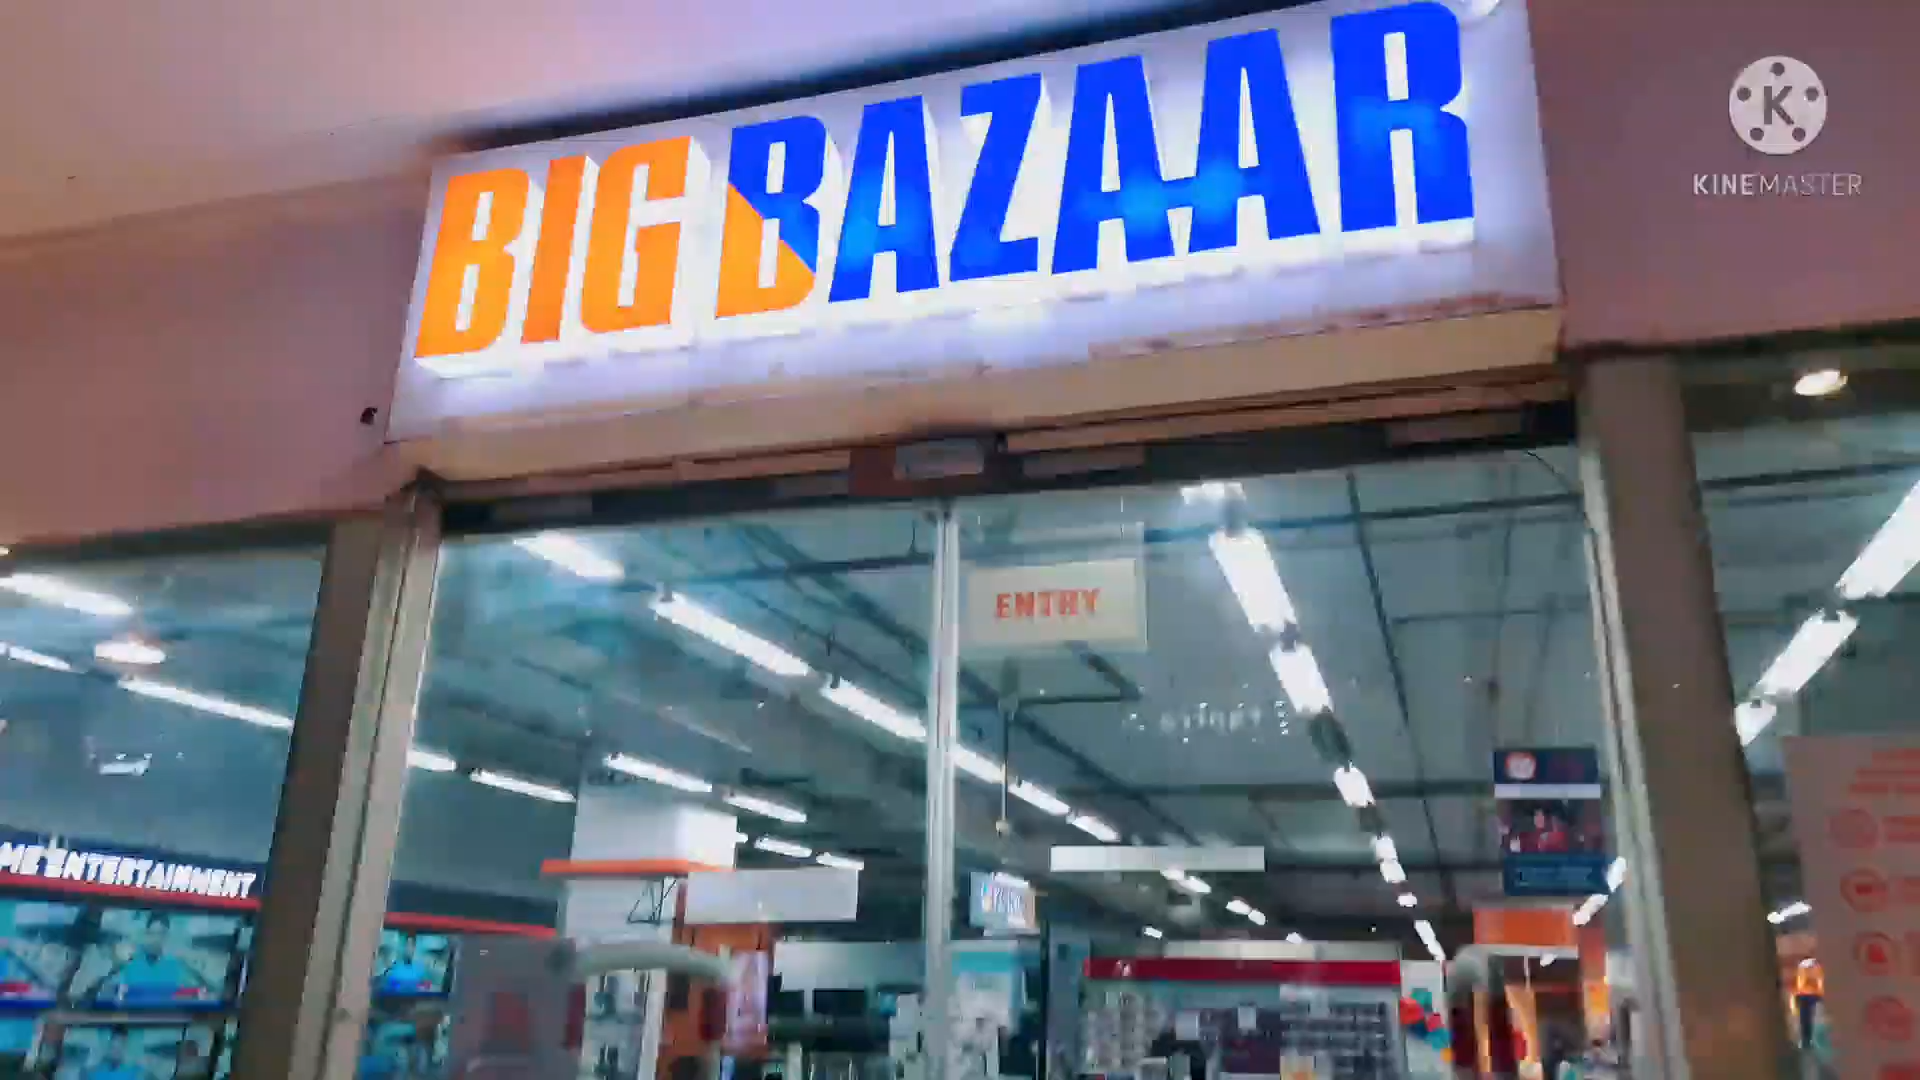 BIG BAZAAR
K
KINEMASTER
ENTRY
ME ENTERTAINMENT